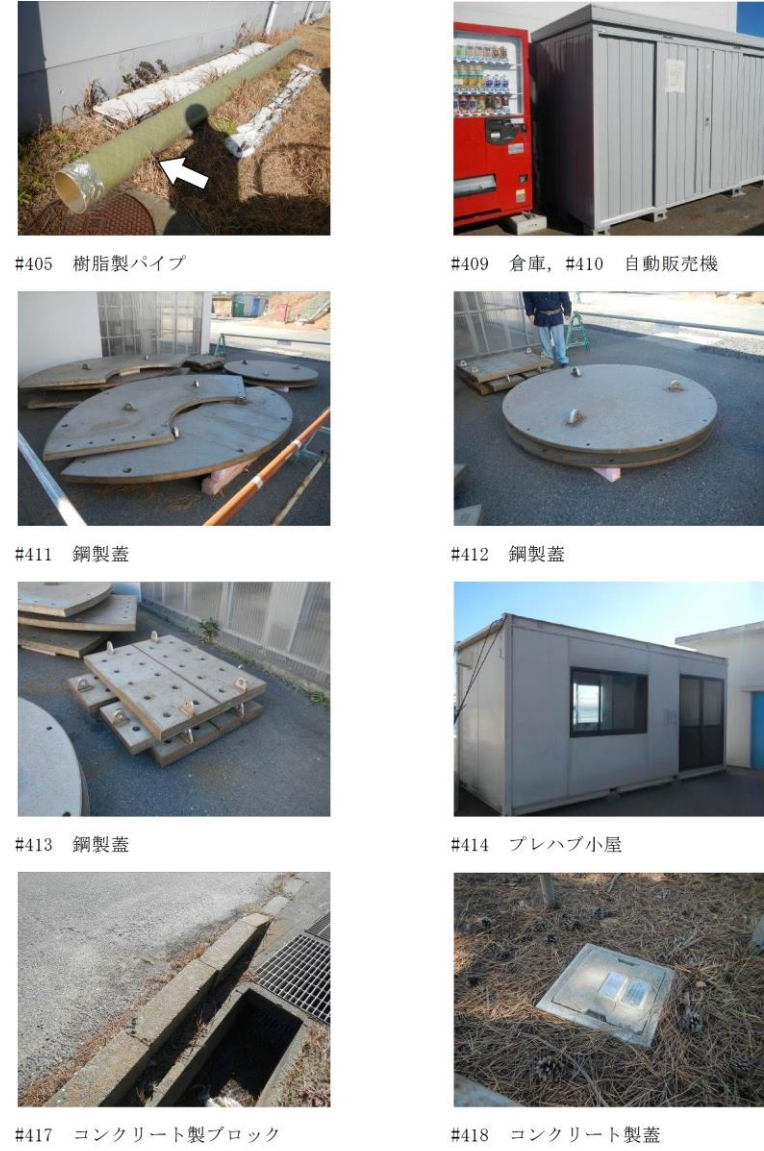 #405 樹脂製パイプ
#409 倉庫，#410 自動販売機
#411 鋼製蓋
#412 鋼製蓋
#413 鋼製蓋
#414 プレハブ小屋
#417 コンクリート製ブロック
#418 コンクリート製蓋